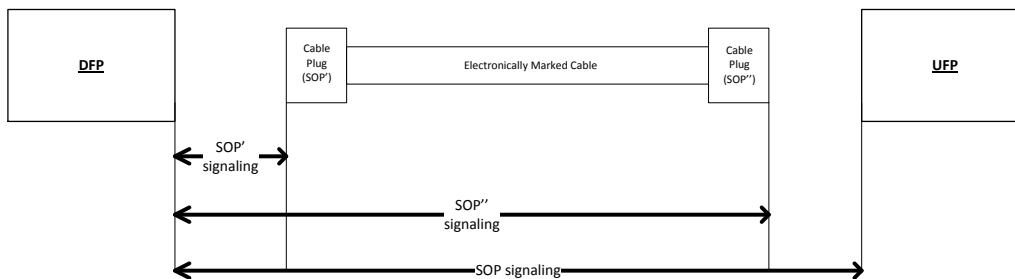 DFP
Cable
Plug
(SOP')
Electronically Marked Cable
Cable
Plug
(SOP'')
UFP
SOP'
signaling
SOP''
signaling
SOP signaling